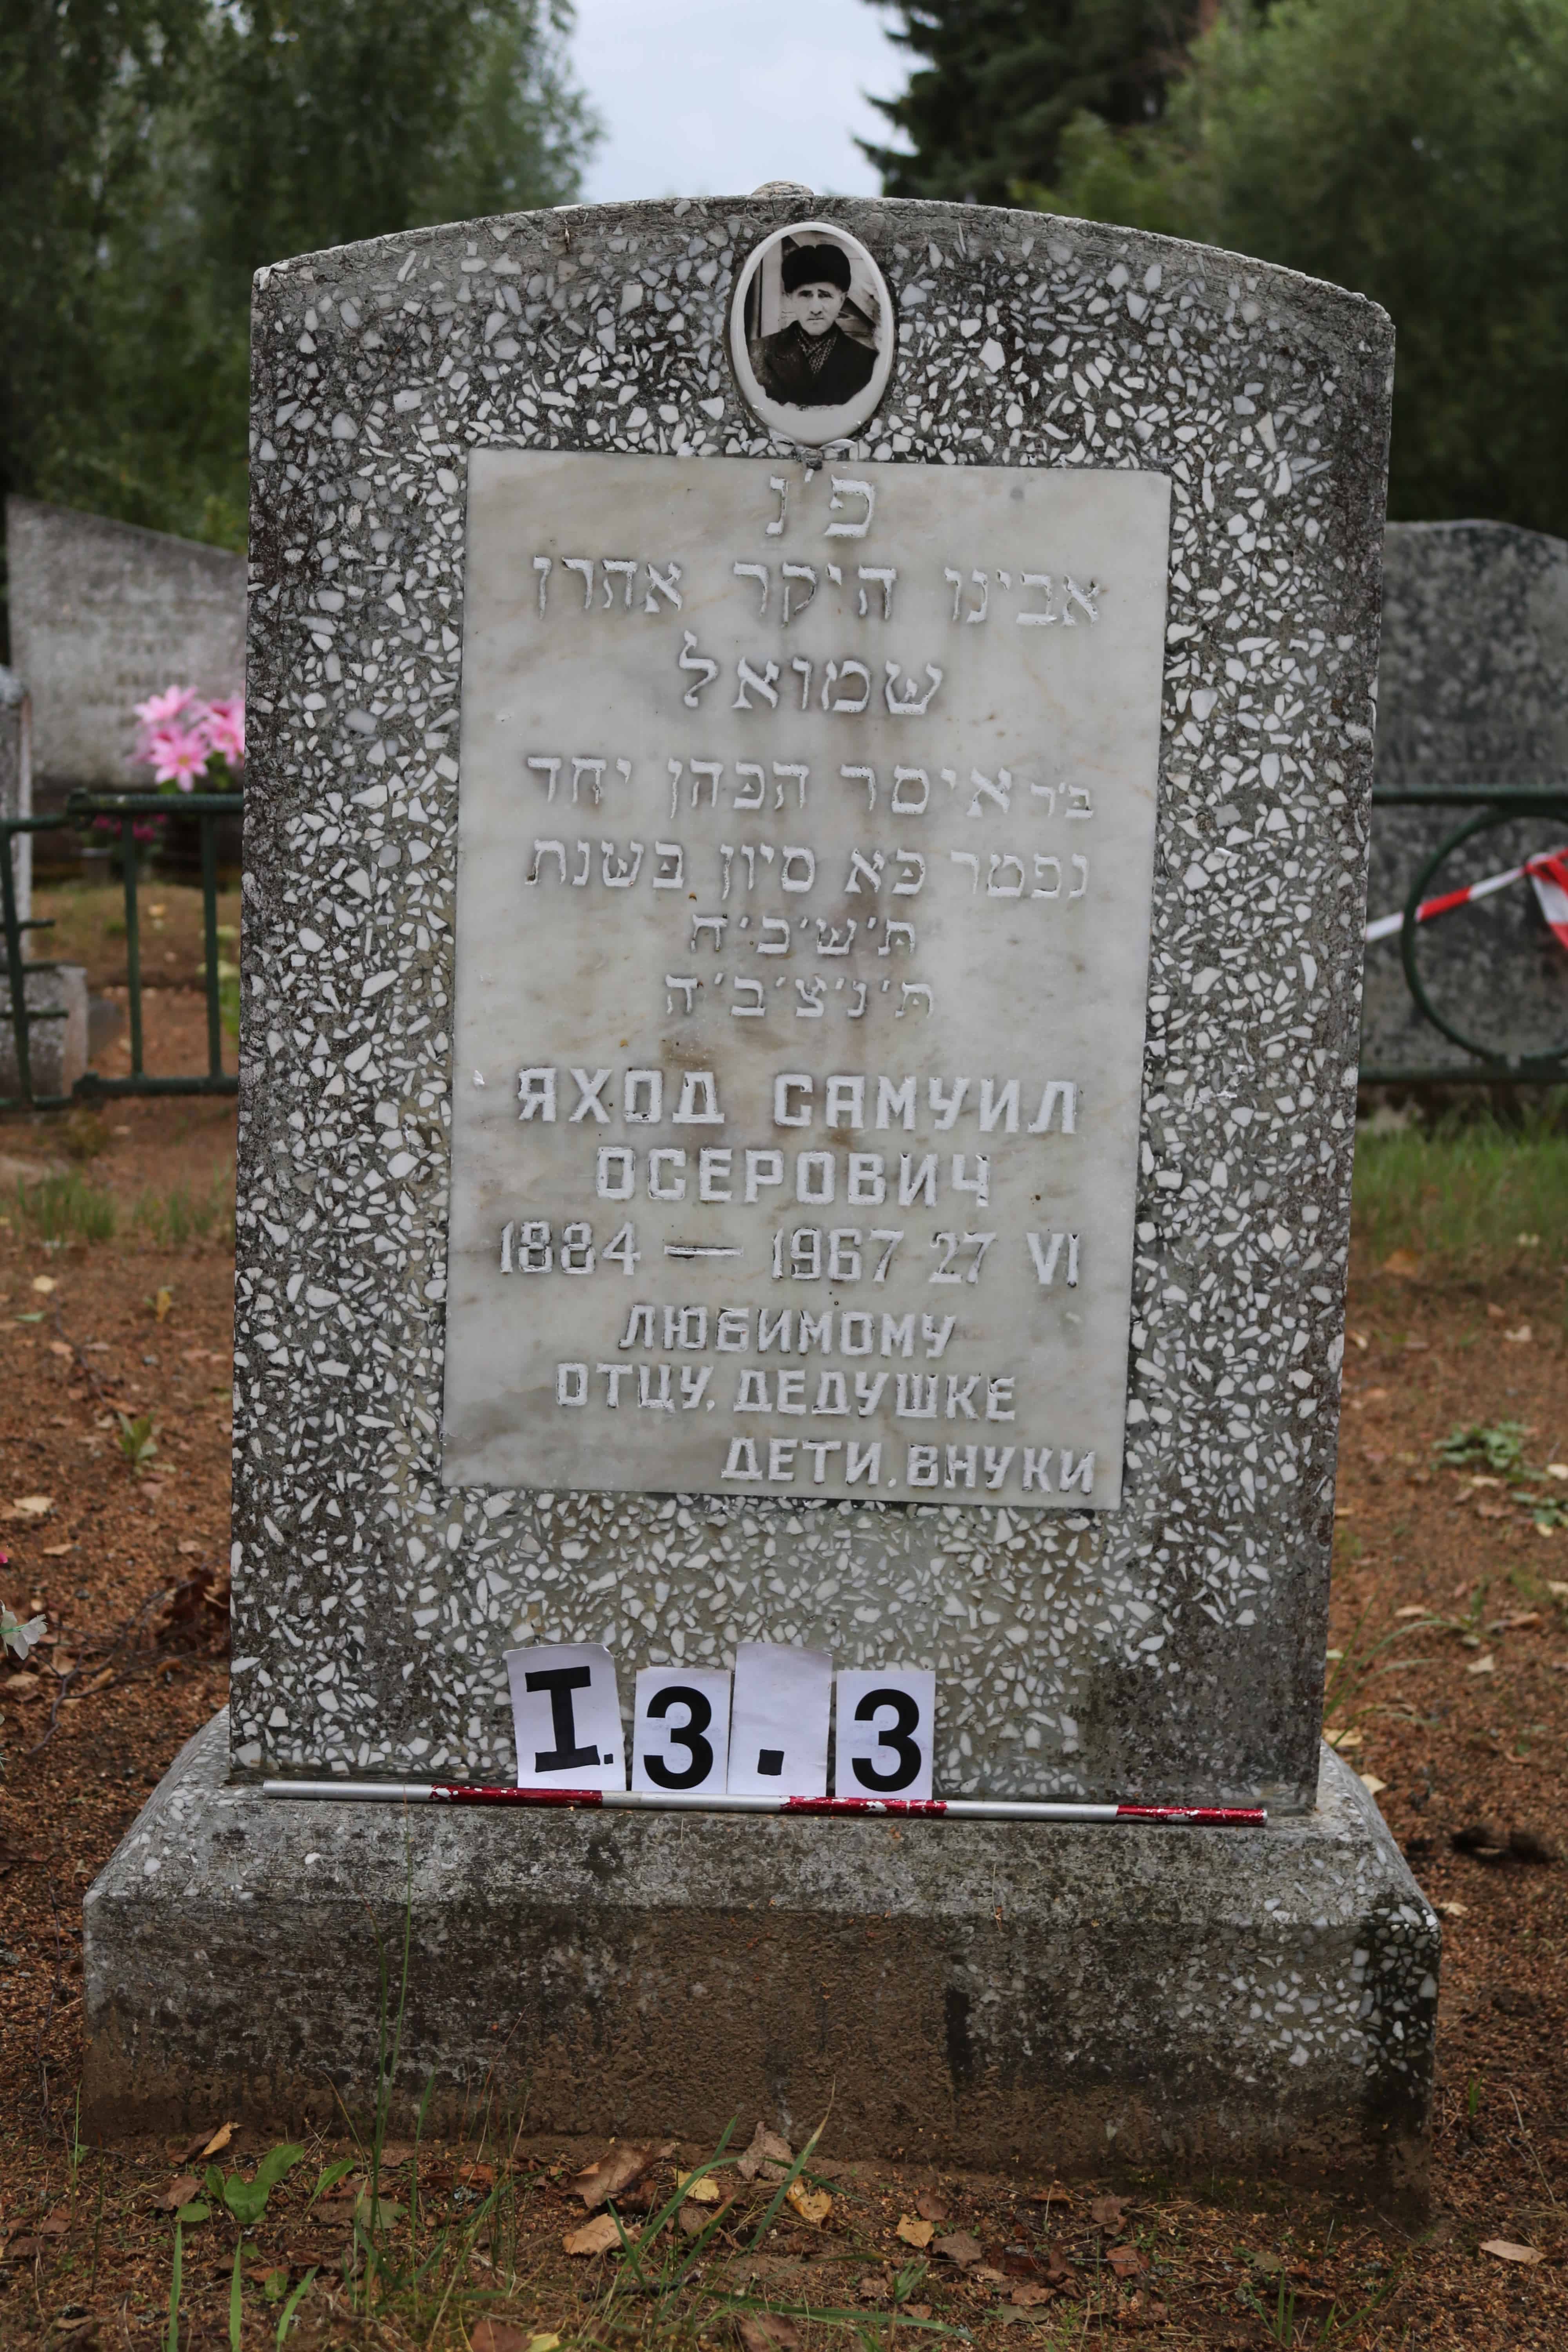 פ'נ
אבינו היקר אהרן
שמואל
ב'ר איסר הכהן יחד
נפטר כא סיון בשנת
ת'ש'כ'ח
ת'נ'צ'ב'ה
ЯХОД САМУИЛ
ОСЕРОВИЧ
1884 — 1967 27 VI
ЛЮБИМОМУ
ОТЦУ, ДЕДУШКЕ
ДЕТИ, ВНУКИ
I. 3 . 3